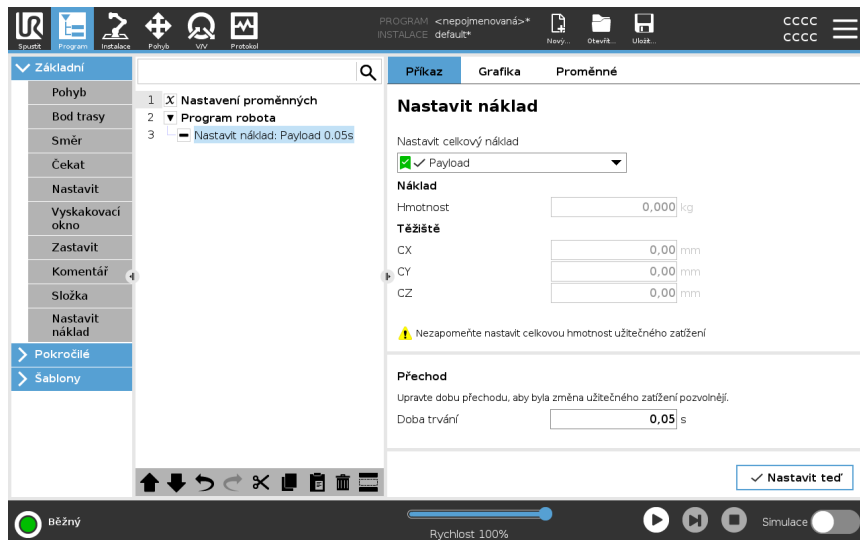 UR
Spustit
Program
Instalace
Pohyb
V/V
Protokol
PROGRAM <nepojmenovaná>*
INSTALACE default*
Nový...
Otevřít...
Uložit...
CCCC
CCCC
Základní
Pohyb
Bod trasy
Směr
Čekat
Nastavit
Vyskakovací
okno
Zastavit
Komentář
Složka
Nastavit
náklad
Pokročilé
Šablony
1 X Nastavení proměnných
2 Program robota
3 Nastavit náklad: Payload 0.05s
Příkaz
Grafika
Proměnné
Nastavit náklad
Nastavit celkový náklad
Payload
Náklad
Hmotnost 0,000 kg
Těžiště
CX 0,00 mm
CY 0,00 mm
CZ 0,00 mm
Nezapomeňte nastavit celkovou hmotnost užitečného zatížení
Přechod
Upravte dobu přechodu, aby byla změna užitečného zatížení pozvolnější.
Doba trvání 0,05 s
Nastavit teď
Běžný
Rychlost 100%
Simulace